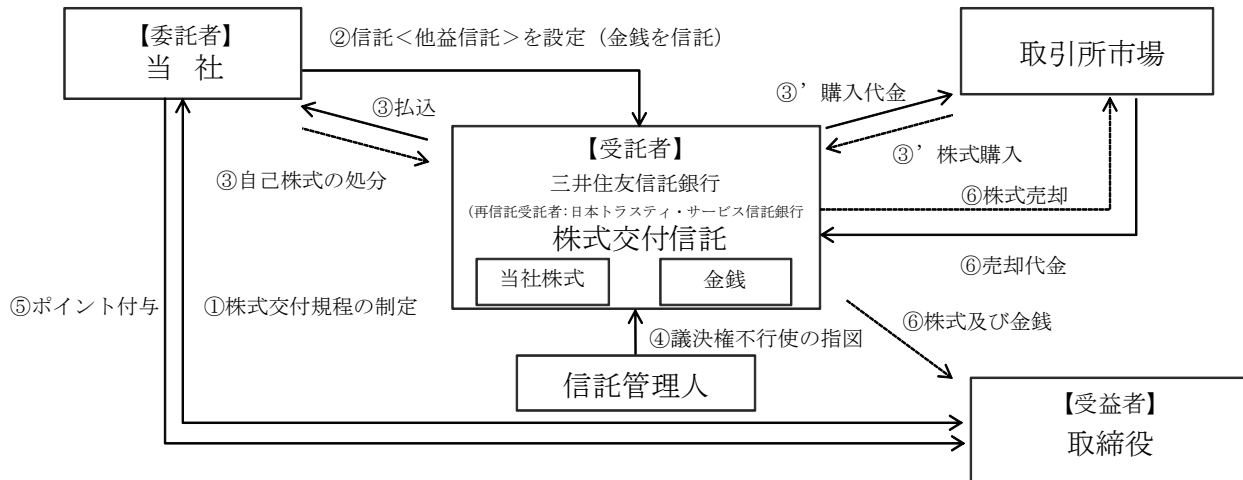 【委託者】
当 社
②信託＜他益信託＞を設定（金銭を信託）
取引所市場
③払込
③’購入代金
③自己株式の処分
③’株式購入
【受託者】
三井住友信託銀行
(再信託受託者：日本トラスティ・サービス信託銀行
株式交付信託
当社株式
金銭
⑥株式売却
⑥売却代金
⑤ポイント付与
①株式交付規程の制定
④議決権不行使の指図
⑥株式及び金銭
信託管理人
【受益者】
取締役